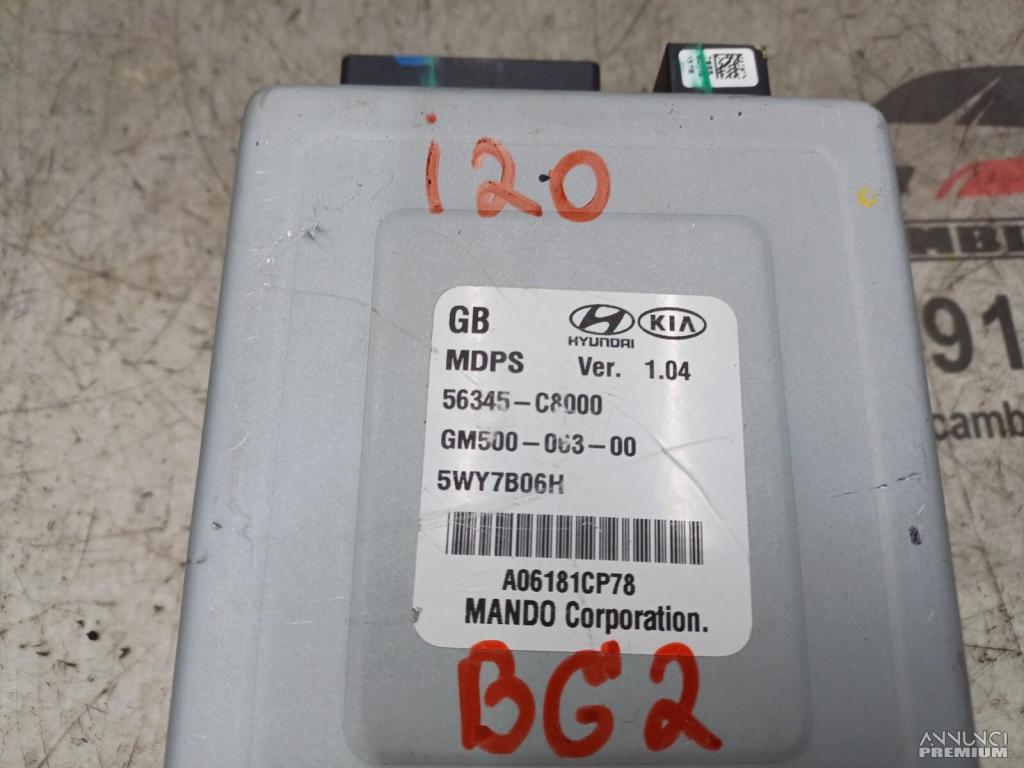 i20
GB
HYUNDAI
KIA
MDPS Ver. 1.04
56345-C8000
GM500-063-00
5WY7B06H
A06181CP78
MANDO Corporation.
BG2
91
camb
ANNUNCI
PREMIUM